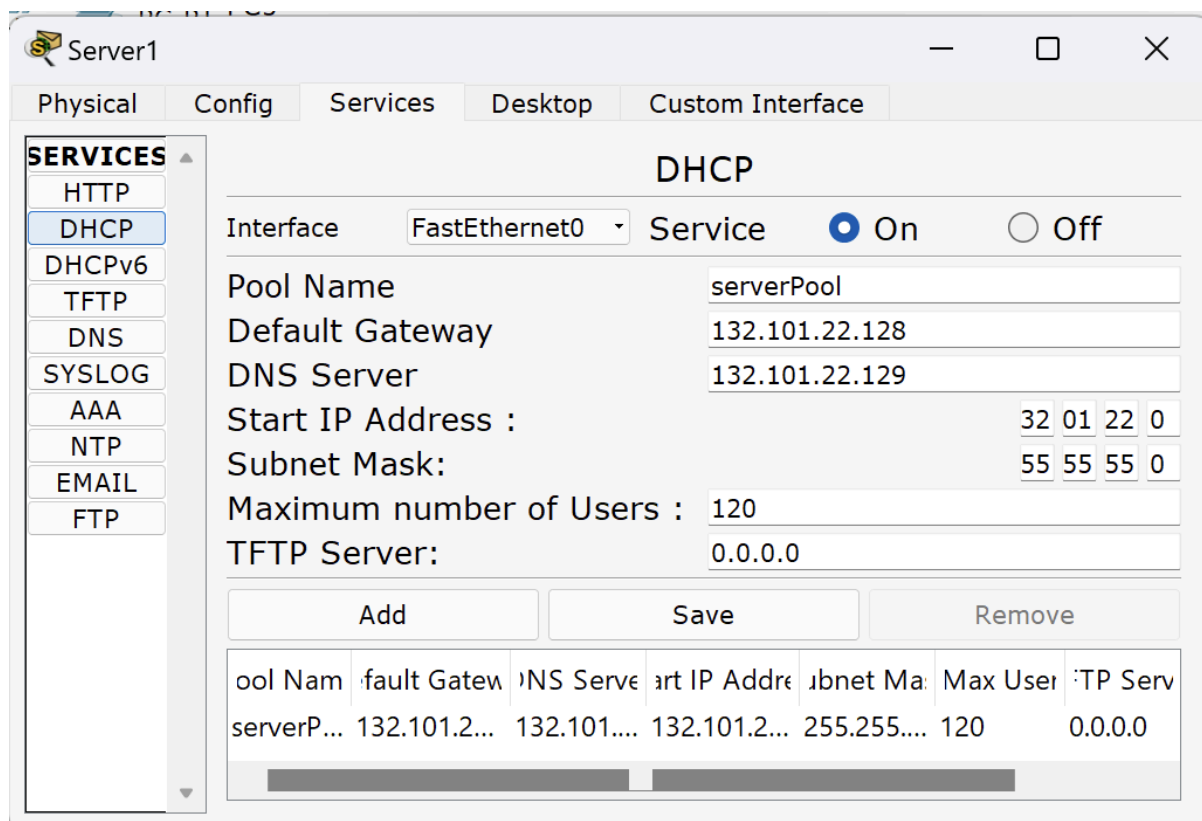 Server1
Physical Config Services Desktop Custom Interface
SERVICES
HTTP
DHCP
DHCPv6
TFTP
DNS
SYSLOG
AAA
NTP
EMAIL
FTP
DHCP
Interface FastEthernet0 Service On Off
Pool Name serverPool
Default Gateway 132.101.22.128
DNS Server 132.101.22.129
Start IP Address : 32 01 22 0
Subnet Mask: 55 55 55 0
Maximum number of Users : 120
TFTP Server: 0.0.0.0
Add Save Remove
ool Nam fault Gatew NS Serve art IP Addre ubnet Ma Max User TP Serv
serverP... 132.101.2... 132.101.... 132.101.2... 255.255.... 120 0.0.0.0